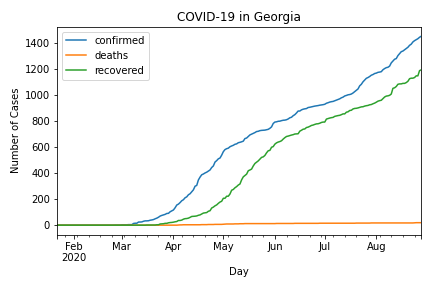 COVID-19 in Georgia
confirmed
deaths
recovered
Number of Cases
1400
1200
1000
800
600
400
200
0
Feb Mar Apr May Jun Jul Aug
2020
Day